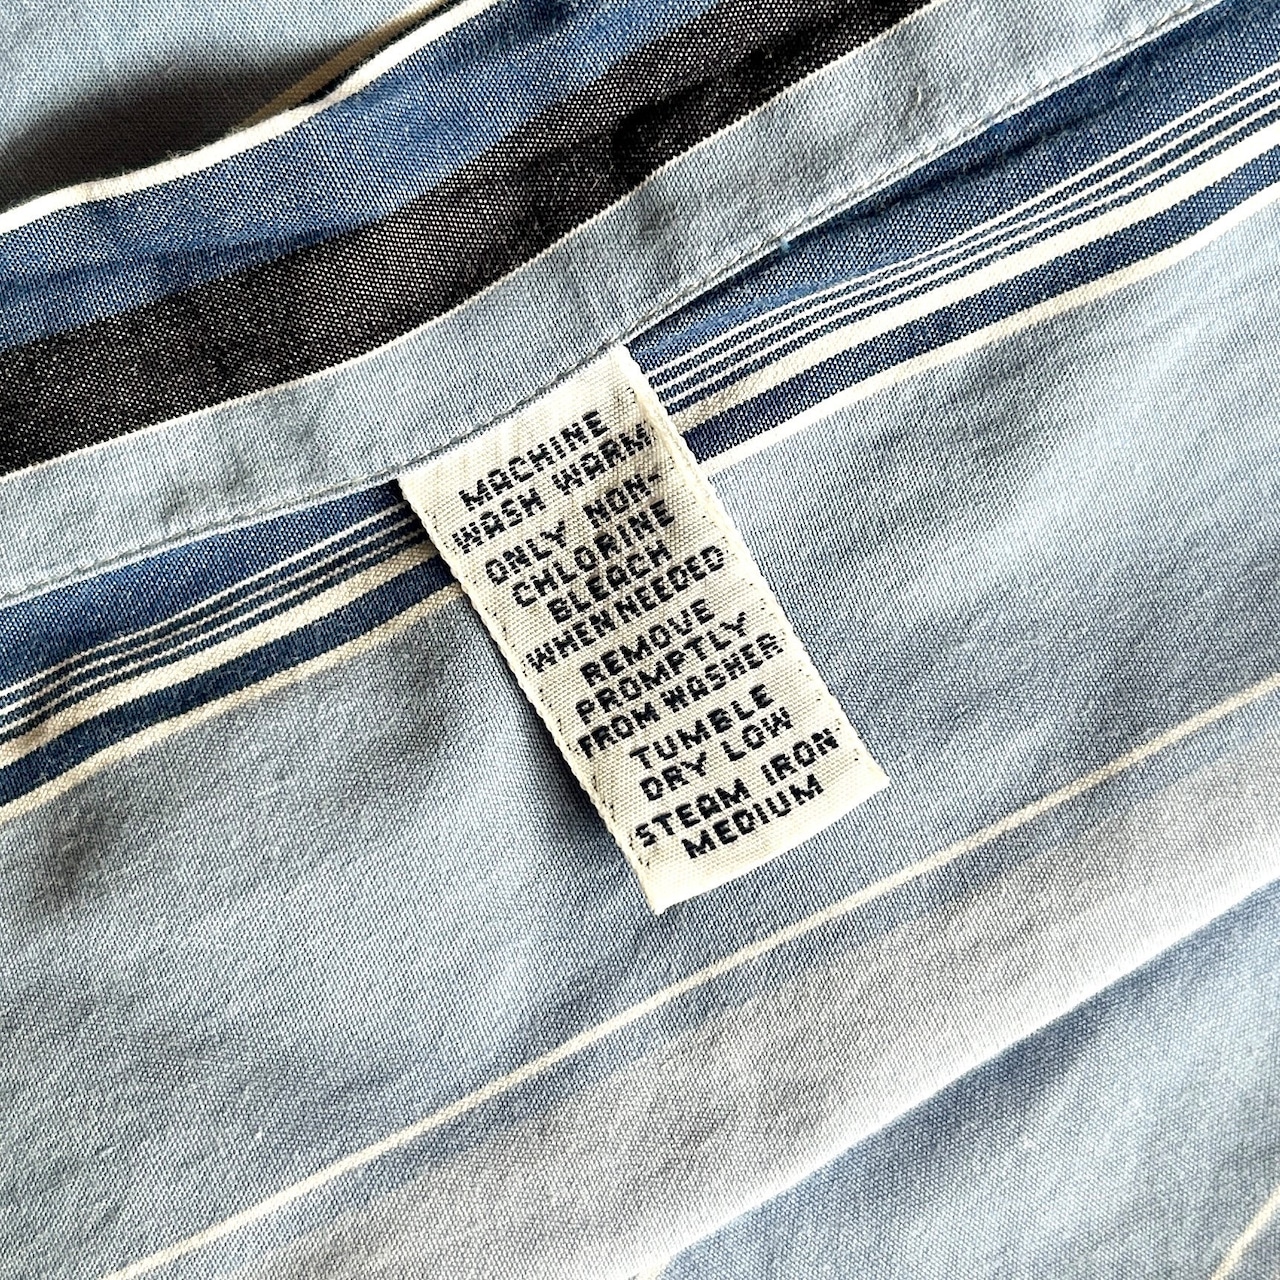 MACHINE
WASH WARM
ONLY NON-
CHLORINE
BLEACH
WHEN NEEDED
REMOVE
PROMPTLY
FROM WASHER
TUMBLE
DRY LOW
STEAM IRON
MEDIUM